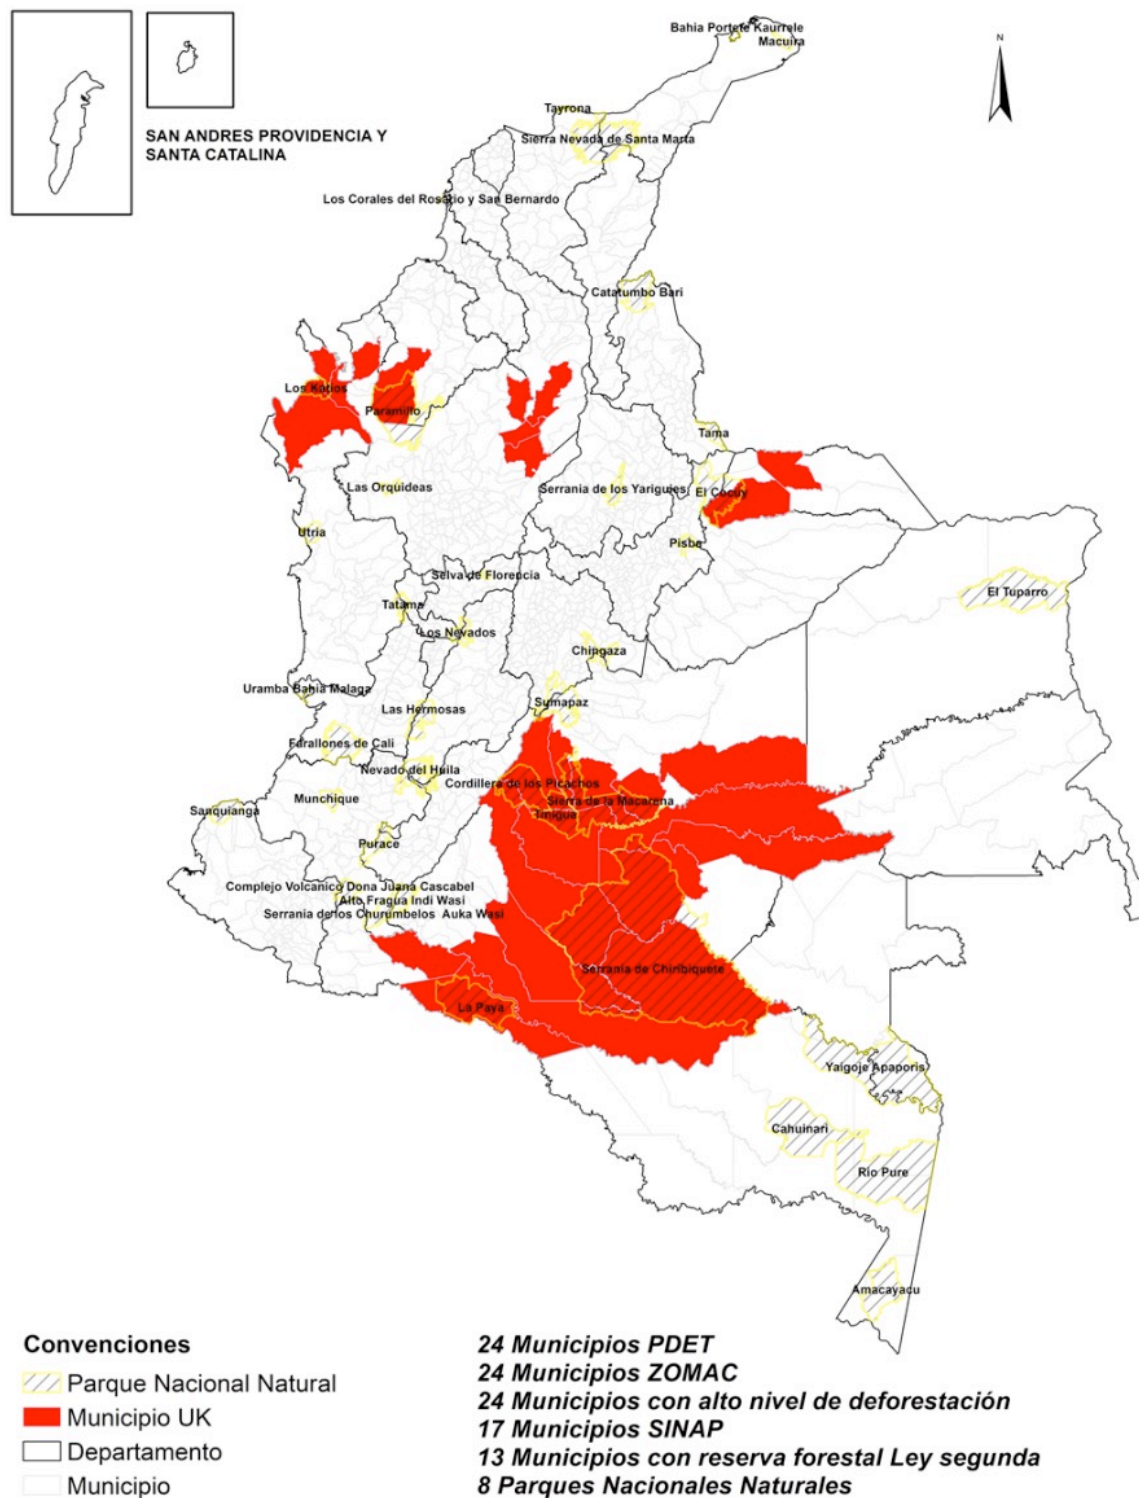 Bahia Portete Kaurrele
Macuira
N
Tayrona
SAN ANDRES PROVIDENCIA Y
SANTA CATALINA
Sierra Nevada de Santa Marta
Los Corales del Rosario y San Bernardo
Catatumbo Bari
Los Katios
Paramillo
Tama
Las Orquideas
Serrania de los Yariguies
El Cocuy
Utria
Pisba
Selva de Florencia
El Tuparro
Tatama
Los Nevados
Chingaza
Uramba Bahia Malaga
Sumapaz
Las Hermosas
Farallones de Cali
Nevado del Huila
Cordillera de los Picachos
Munchique
Sierra de la Macarena
Sanquianga
Tinigua
Purace
Complejo Volcanico Dona Juana Cascabel
Alto Fragua Indi Wasi
Serrania de los Churumbelos Auka Wasi
Serrania de Chiribiquete
La Paya
Yaigoje Apaporis
Cahuinari
Rio Pure
Amacayacu
Convenciones
Parque Nacional Natural
Municipio UK
Departamento
Municipio
24 Municipios PDET
24 Municipios ZOMAC
24 Municipios con alto nivel de deforestación
17 Municipios SINAP
13 Municipios con reserva forestal Ley segunda
8 Parques Nacionales Naturales